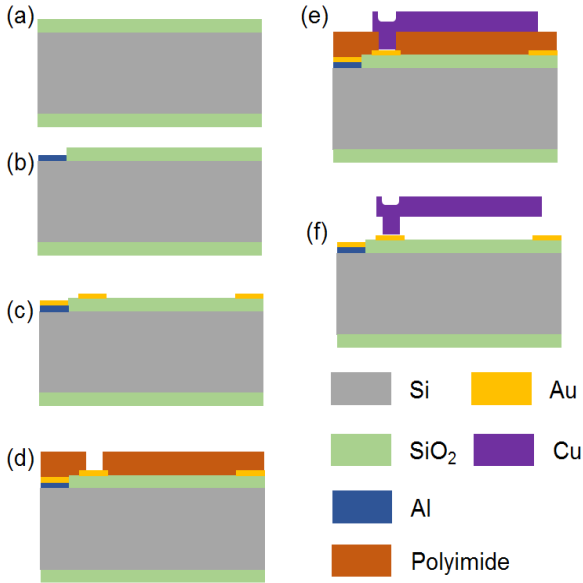 (a)
(b)
(c)
(d)
(e)
(f)
Si
Au
SiO₂
Cu
Al
Polyimide